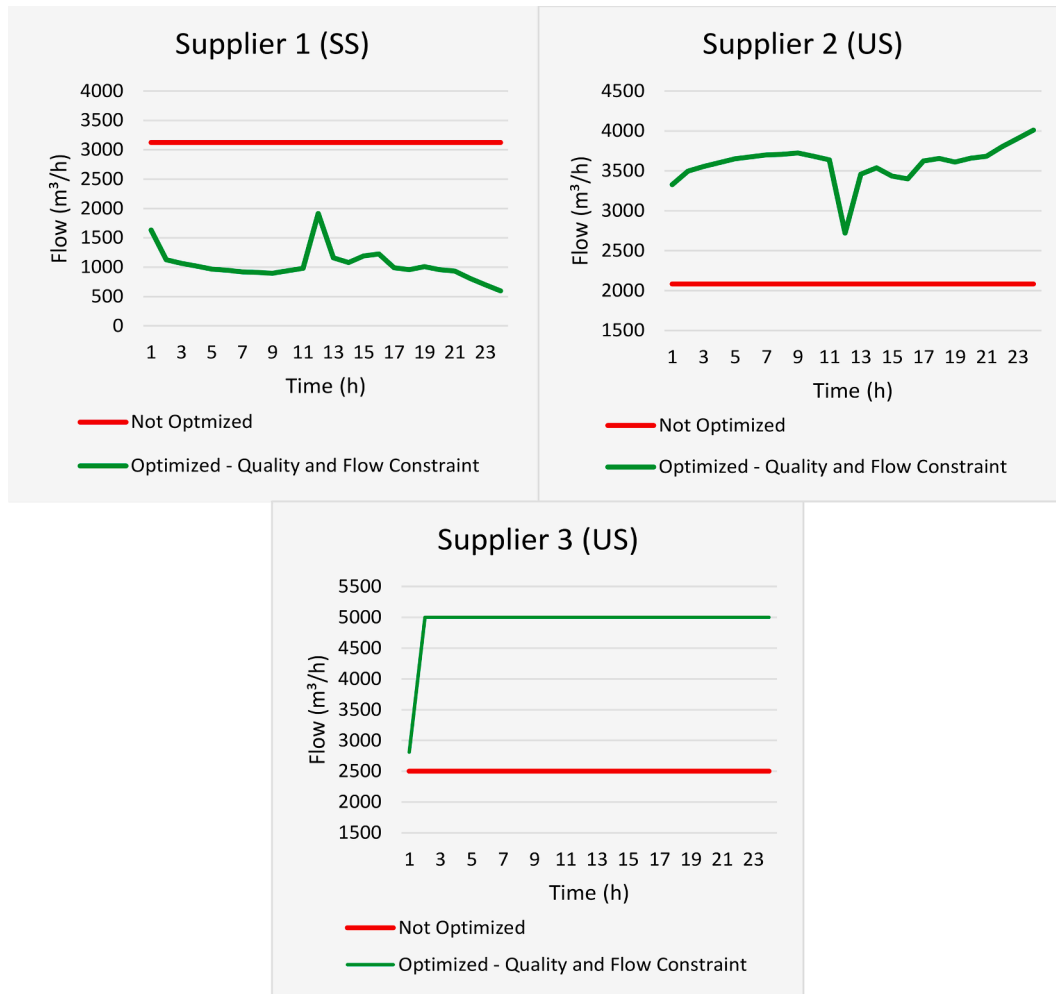 Supplier 1 (SS)
4000
3500
3000
2500
2000
1500
1000
500
0
Flow (m³/h)
1 3 5 7 9 11 13 15 17 19 21 23
Time (h)
Not Optmized
Optimized - Quality and Flow Constraint
Supplier 2 (US)
4500
4000
3500
3000
2500
2000
1500
Flow (m³/h)
1 3 5 7 9 11 13 15 17 19 21 23
Time (h)
Not Optimized
Optimized - Quality and Flow Constraint
Supplier 3 (US)
5500
5000
4500
4000
3500
3000
2500
2000
1500
Flow (m³/h)
1 3 5 7 9 11 13 15 17 19 21 23
Time (h)
Not Optimized
Optimized - Quality and Flow Constraint